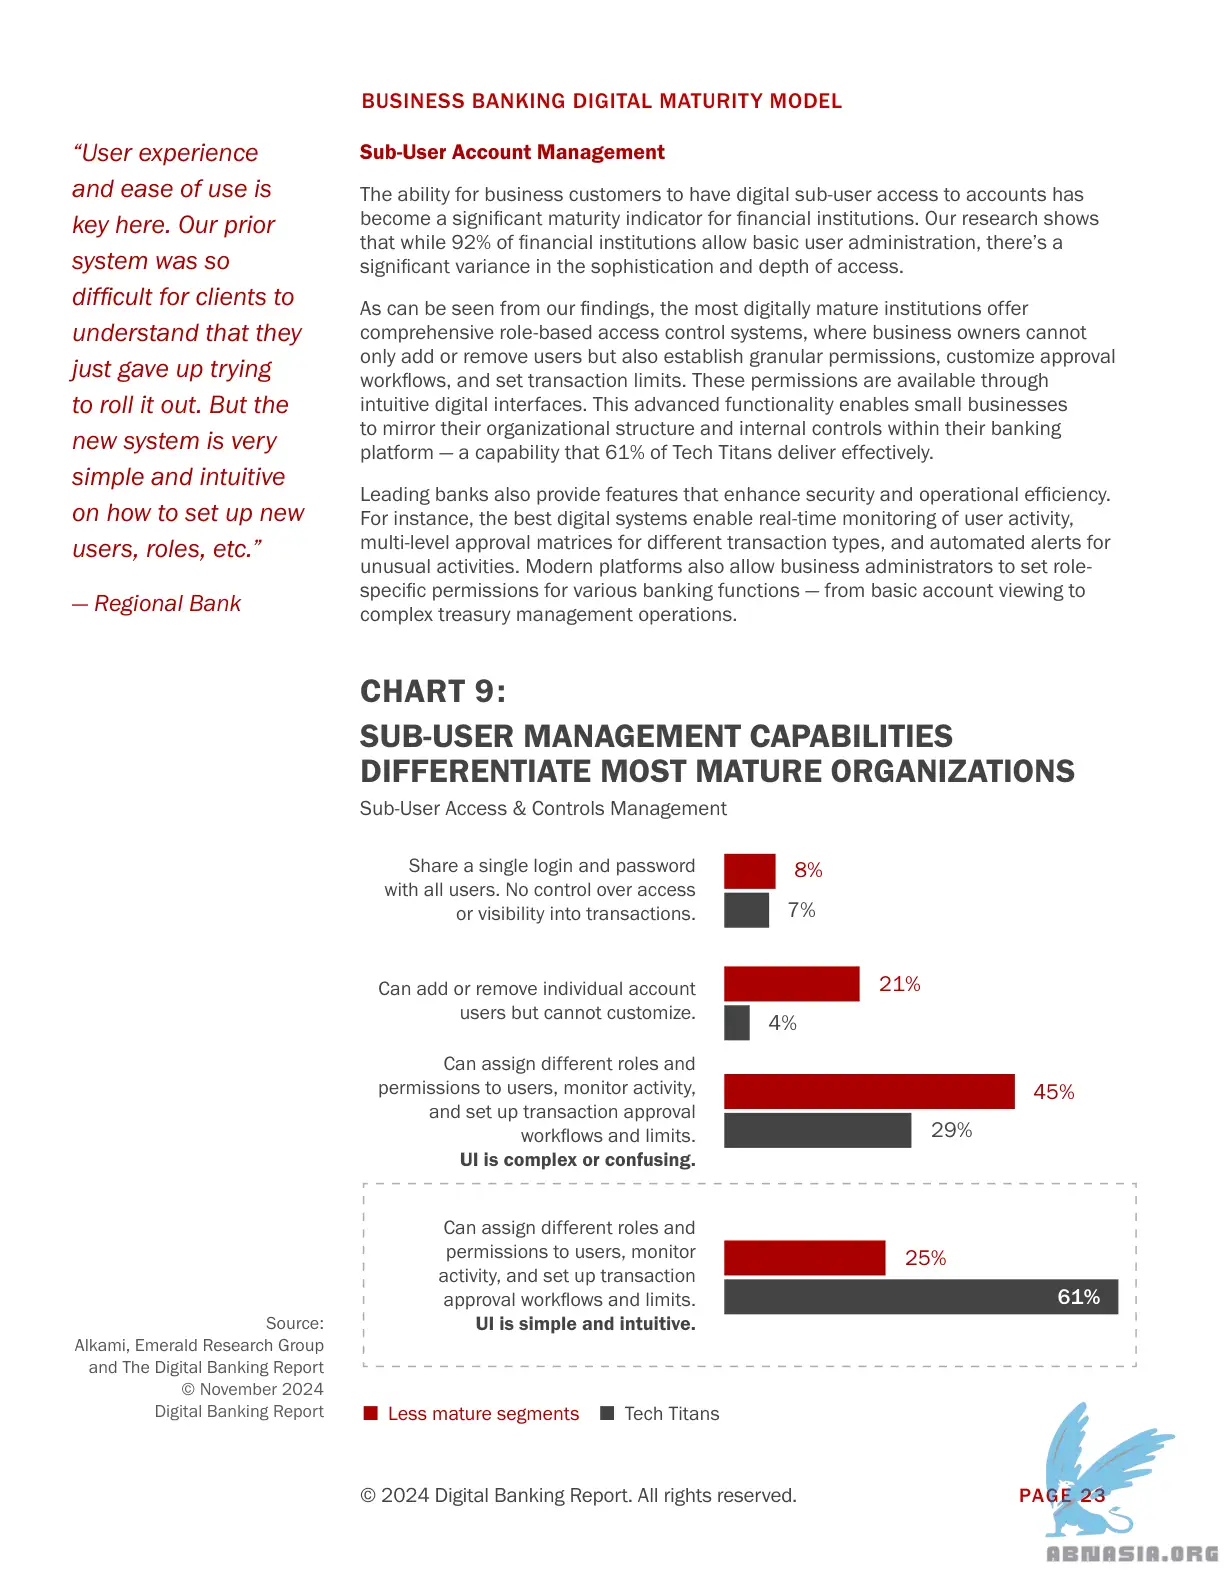 BUSINESS BANKING DIGITAL MATURITY MODEL
“User experience
and ease of use is
key here. Our prior
system was so
difficult for clients to
understand that they
just gave up trying
to roll it out. But the
new system is very
simple and intuitive
on how to set up new
users, roles, etc.”
— Regional Bank
Sub-User Account Management
The ability for business customers to have digital sub-user access to accounts has
become a significant maturity indicator for financial institutions. Our research shows
that while 92% of financial institutions allow basic user administration, there’s a
significant variance in the sophistication and depth of access.
As can be seen from our findings, the most digitally mature institutions offer
comprehensive role-based access control systems, where business owners cannot
only add or remove users but also establish granular permissions, customize approval
workflows, and set transaction limits. These permissions are available through
intuitive digital interfaces. This advanced functionality enables small businesses
to mirror their organizational structure and internal controls within their banking
platform — a capability that 61% of Tech Titans deliver effectively.
Leading banks also provide features that enhance security and operational efficiency.
For instance, the best digital systems enable real-time monitoring of user activity,
multi-level approval matrices for different transaction types, and automated alerts for
unusual activities. Modern platforms also allow business administrators to set role-
specific permissions for various banking functions — from basic account viewing to
complex treasury management operations.
CHART 9:
SUB-USER MANAGEMENT CAPABILITIES
DIFFERENTIATE MOST MATURE ORGANIZATIONS
Sub-User Access & Controls Management
Share a single login and password
with all users. No control over access
or visibility into transactions.
8%
7%
Can add or remove individual account
users but cannot customize.
21%
4%
Can assign different roles and
permissions to users, monitor activity,
and set up transaction approval
workflows and limits.
UI is complex or confusing.
45%
29%
Can assign different roles and
permissions to users, monitor
activity, and set up transaction
approval workflows and limits.
UI is simple and intuitive.
25%
61%
Source:
Alkami, Emerald Research Group
and The Digital Banking Report
© November 2024
Digital Banking Report
Less mature segments
Tech Titans
© 2024 Digital Banking Report. All rights reserved.
PAGE 23
ABNASIA.ORG